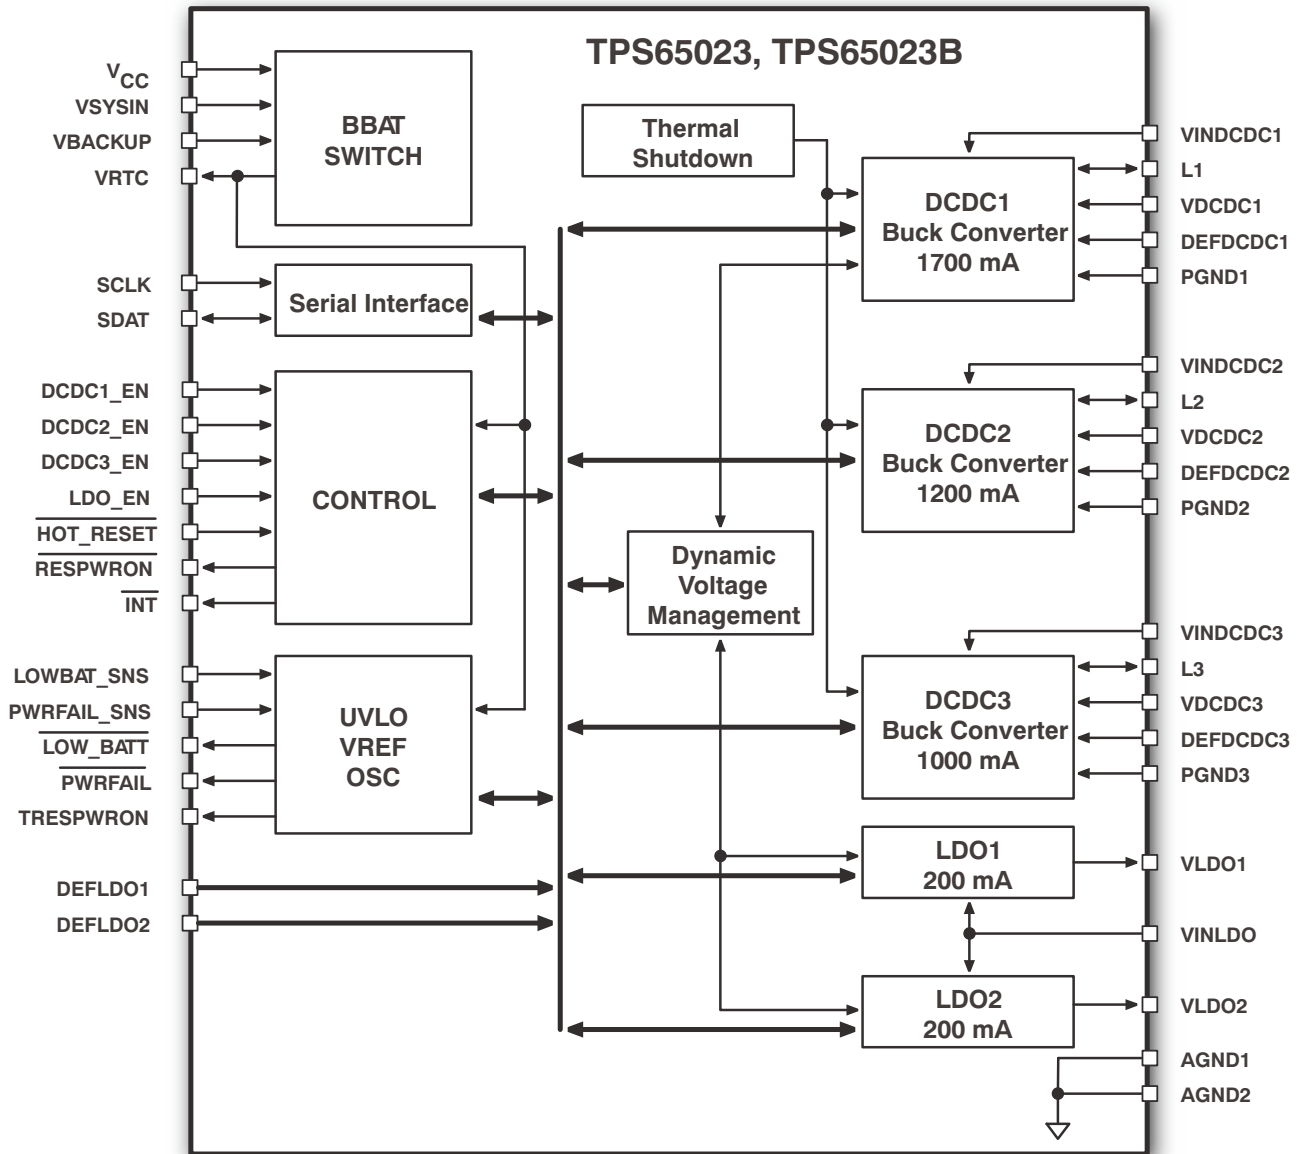 TPS65023, TPS65023B
VCC
VSYSIN
VBACKUP
VRTC
BBAT
SWITCH
SCLK
SDAT
Serial Interface
DCDC1_EN
DCDC2_EN
DCDC3_EN
LDO_EN
HOT_RESET
RESPWRON
INT
CONTROL
LOWBAT_SNS
PWRFAIL_SNS
LOW_BATT
PWRFAIL
TRESPWRON
UVLO
VREF
OSC
DEFLDO1
DEFLDO2
Thermal
Shutdown
Dynamic
Voltage
Management
DCDC1
Buck Converter
1700 mA
VINDCDC1
L1
VDCDC1
DEFDCDC1
PGND1
DCDC2
Buck Converter
1200 mA
VINDCDC2
L2
VDCDC2
DEFDCDC2
PGND2
DCDC3
Buck Converter
1000 mA
VINDCDC3
L3
VDCDC3
DEFDCDC3
PGND3
LDO1
200 mA
VLDO1
VINLDO
LDO2
200 mA
VLDO2
AGND1
AGND2